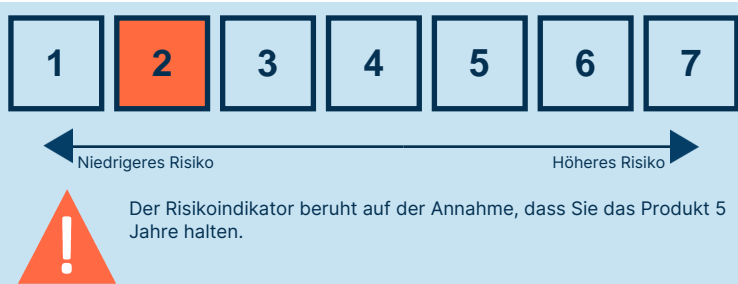 1 2 3 4 5 6 7
Niedrigeres Risiko Höheres Risiko
!
Der Risikoindikator beruht auf der Annahme, dass Sie das Produkt 5
Jahre halten.